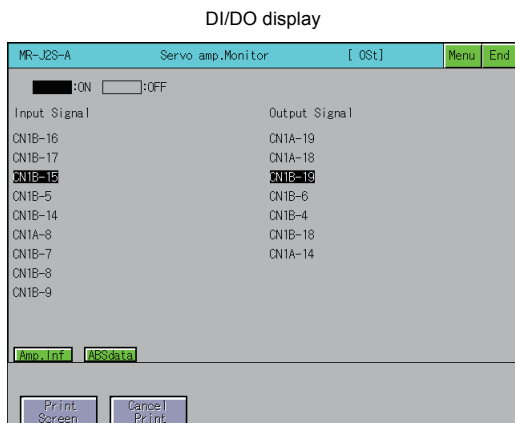 DI/DO display
MR-J2S-A Servo amp.Monitor [ OSt] Menu End
:ON :OFF
Input Signal Output Signal
CN1B-16 CN1A-19
CN1B-17 CN1A-18
CN1B-15 CN1B-19
CN1B-5 CN1B-6
CN1B-14 CN1B-4
CN1A-8 CN1B-18
CN1B-7 CN1A-14
CN1B-8
CN1B-9
Amp.Inf ABSdata
Print Screen Cancel Print